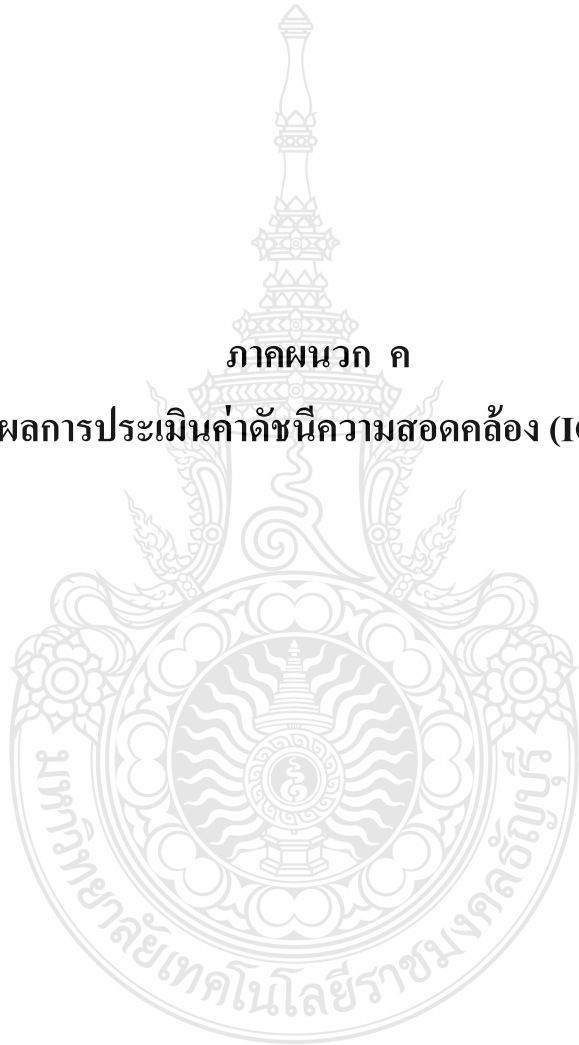 ภาคผนวก ค
ผลการประเมินค่าดัชนีความสอดคล้อง (I
มหาวิทยาลัยเทคโนโลยีราชมงคลธัญบุรี